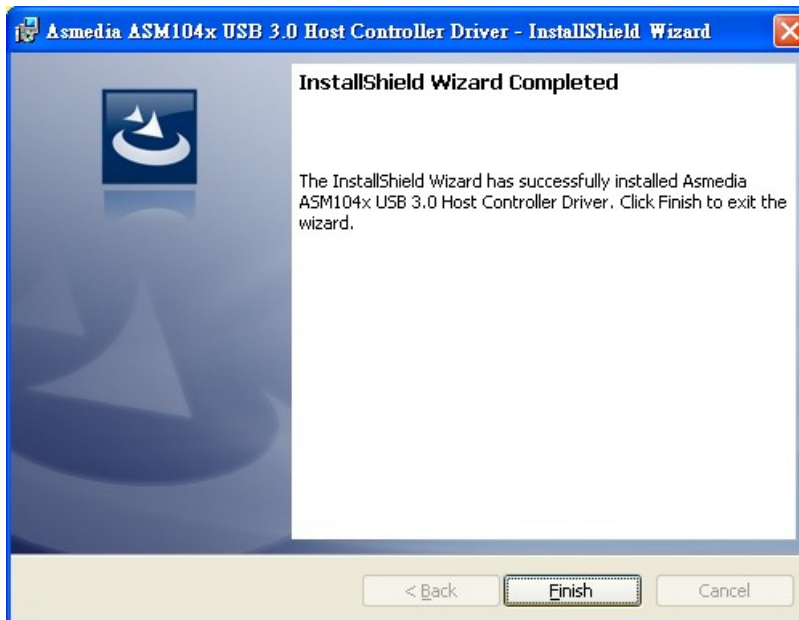 Asmedia ASM104x USB 3.0 Host Controller Driver - InstallShield Wizard
InstallShield Wizard Completed
The InstallShield Wizard has successfully installed Asmedia
ASM104x USB 3.0 Host Controller Driver. Click Finish to exit the
wizard.
< Back
Finish
Cancel